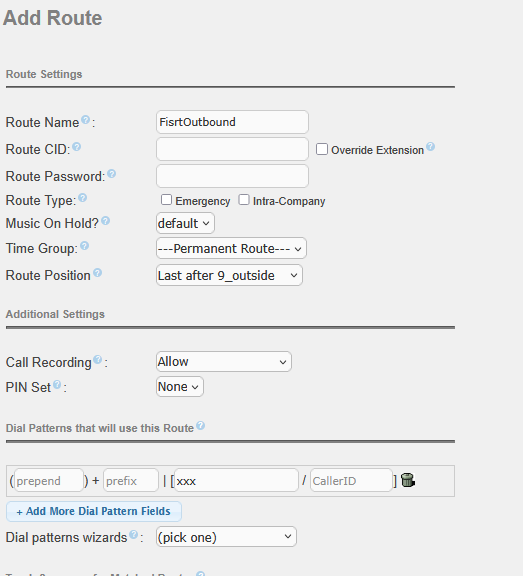 Add Route
Route Settings
Route Name? : FisrtOutbound
Route CID:? Override Extension?
Route Password:?
Route Type:? Emergency Intra-Company
Music On Hold?? default
Time Group:? ---Permanent Route---
Route Position? Last after 9_outside
Additional Settings
Call Recording? : Allow
PIN Set? : None
Dial Patterns that will use this Route?
(prepend) + prefix | [xxx / CallerID]
+ Add More Dial Pattern Fields
Dial patterns wizards? : (pick one)